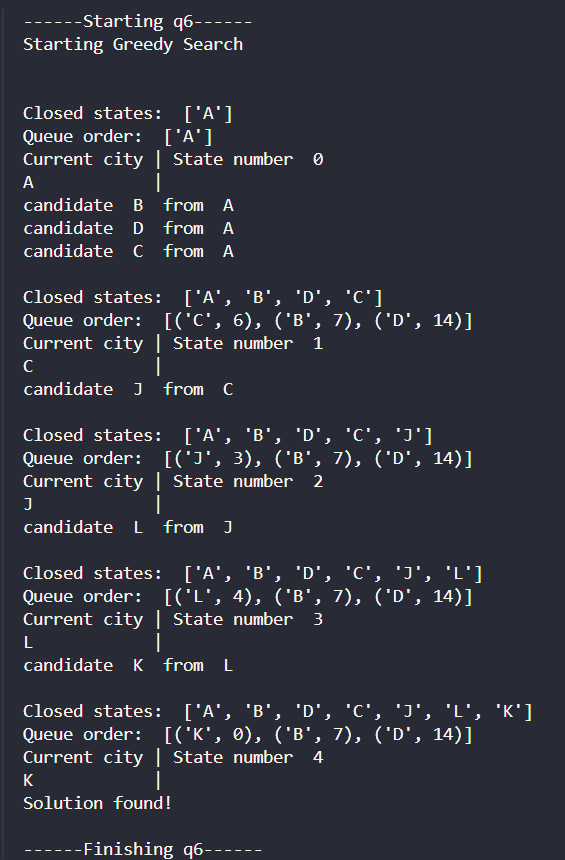 ------Starting q6------
Starting Greedy Search
Closed states:  ['A']
Queue order:  ['A']
Current city | State number  0
A            |
candidate  B  from  A
candidate  D  from  A
candidate  C  from  A
Closed states:  ['A', 'B', 'D', 'C']
Queue order:  [('C', 6), ('B', 7), ('D', 14)]
Current city | State number  1
C            |
candidate  J  from  C
Closed states:  ['A', 'B', 'D', 'C', 'J']
Queue order:  [('J', 3), ('B', 7), ('D', 14)]
Current city | State number  2
J            |
candidate  L  from  J
Closed states:  ['A', 'B', 'D', 'C', 'J', 'L']
Queue order:  [('L', 4), ('B', 7), ('D', 14)]
Current city | State number  3
L            |
candidate  K  from  L
Closed states:  ['A', 'B', 'D', 'C', 'J', 'L', 'K']
Queue order:  [('K', 0), ('B', 7), ('D', 14)]
Current city | State number  4
K            |
Solution found!
------Finishing q6------